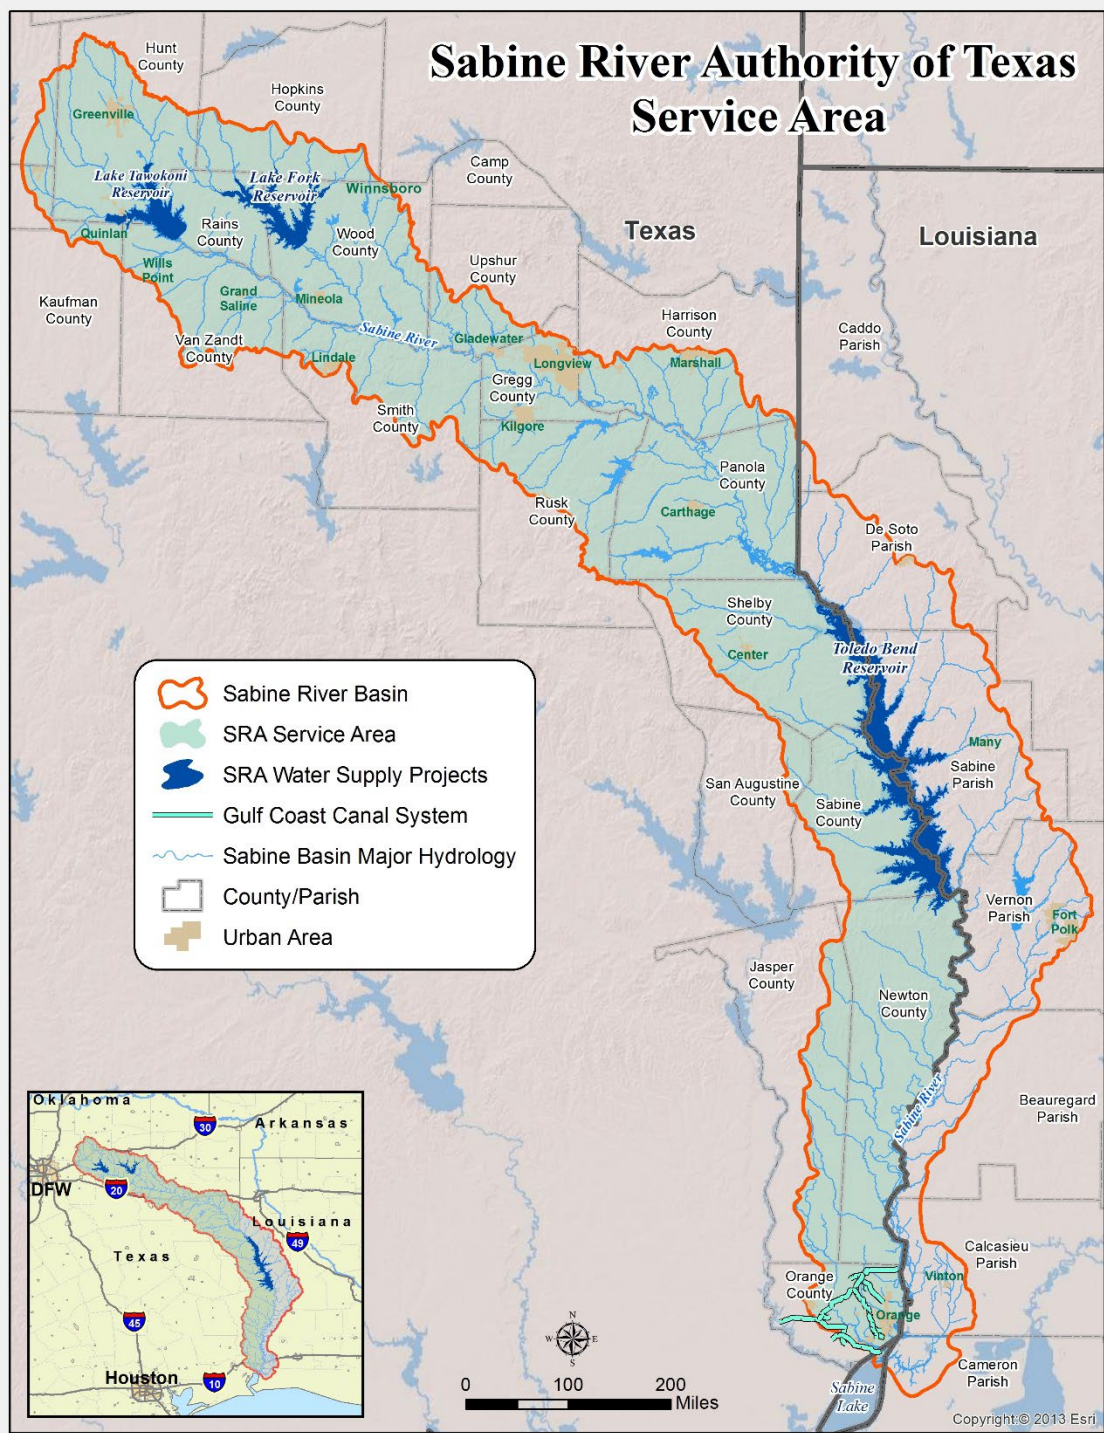 Sabine River Authority of Texas
Service Area
Hunt
County
Hopkins
County
Greenville
Camp
County
Lake Tawokoni
Reservoir
Lake Fork
Reservoir
Winnsboro
Quinlan
Rains
County
Wood
County
Texas
Louisiana
Wills
Point
Upshur
County
Kaufman
County
Grand
Saline
Mineola
Harrison
County
Caddo
Parish
Sabine River
Van Zandt
County
Lindale
Gladewater
Longview
Marshall
Gregg
County
Smith
County
Kilgore
Panola
County
Rusk
County
Carthage
De Soto
Parish
Shelby
County
Center
Toledo Bend
Reservoir
Many
Sabine
Parish
San Augustine
County
Sabine
County
Vernon
Parish
Fort
Polk
Jasper
County
Newton
County
Sabine River
Beauregard
Parish
Calcasieu
Parish
Orange
County
Vinton
Orange
Cameron
Parish
Sabine
Lake
Sabine River Basin
SRA Service Area
SRA Water Supply Projects
Gulf Coast Canal System
Sabine Basin Major Hydrology
County/Parish
Urban Area
Oklahoma
30
Arkansas
DFW
20
Louisiana
49
Texas
45
Houston
10
N
W E
S
0 100 200
Miles
Copyright:© 2013 Esri